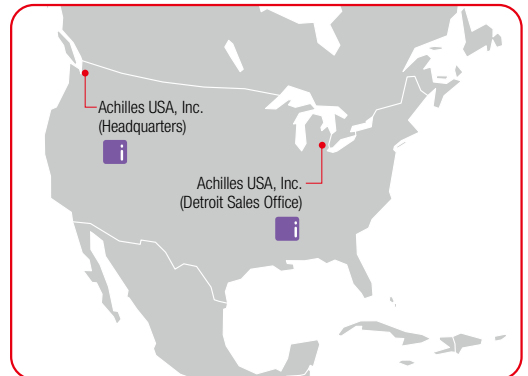 Achilles USA, Inc.
(Headquarters)
i
Achilles USA, Inc.
(Detroit Sales Office)
i